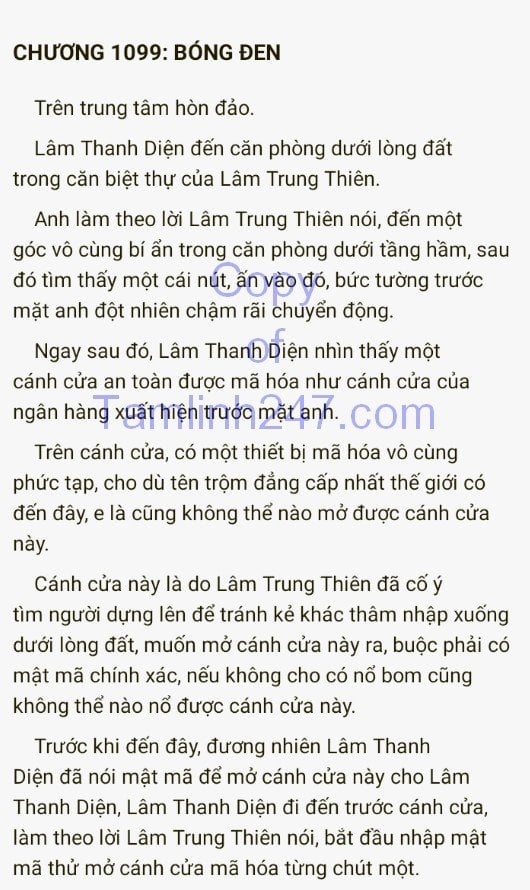 CHƯƠNG 1099: BÓNG ĐEN
Trên trung tâm hòn đảo.
Lâm Thanh Diện đến căn phòng dưới lòng đất
trong căn biệt thự của Lâm Trung Thiên.
Anh làm theo lời Lâm Trung Thiên nói, đến một
góc vô cùng bí ẩn trong căn phòng dưới tầng hầm, sau
đó tìm thấy một cái nút, ấn vào đó, bức tường trước
mặt anh đột nhiên chậm rãi chuyển động.
Ngay sau đó, Lâm Thanh Diện nhìn thấy một
cánh cửa an toàn được mã hóa như cánh cửa của
ngân hàng xuất hiện trước mặt anh.
Trên cánh cửa, có một thiết bị mã hóa vô cùng
phức tạp, cho dù tên trộm đẳng cấp nhất thế giới có
đến đây, e là cũng không thể nào mở được cánh cửa
này.
Cánh cửa này là do Lâm Trung Thiên đã cố ý
tìm người dựng lên để tránh kẻ khác thâm nhập xuống
dưới lòng đất, muốn mở cánh cửa này ra, buộc phải có
mật mã chính xác, nếu không cho có nổ bom cũng
không thể nào nổ được cánh cửa này.
Trước khi đến đây, đương nhiên Lâm Thanh
Diện đã nói mật mã để mở cánh cửa này cho Lâm
Thanh Diện, Lâm Thanh Diện đi đến trước cánh cửa,
làm theo lời Lâm Trung Thiên nói, bắt đầu nhập mật
mã thử mở cánh cửa mã hóa từng chút một.
Copy
of
Tamlinh247.com